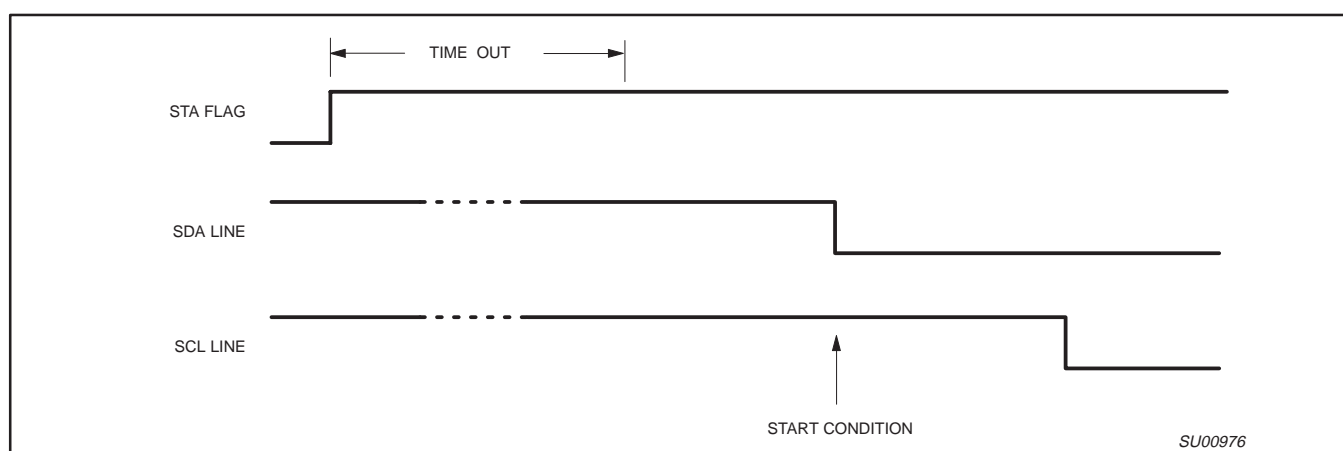 TIME OUT
STA FLAG
SDA LINE
SCL LINE
START CONDITION
SU00976